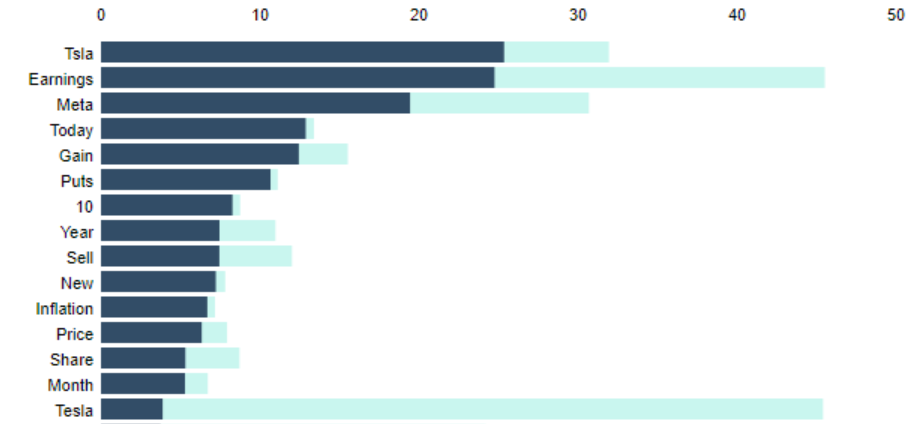 0 10 20 30 40 50
Tsla
Earnings
Meta
Today
Gain
Puts
10
Year
Sell
New
Inflation
Price
Share
Month
Tesla